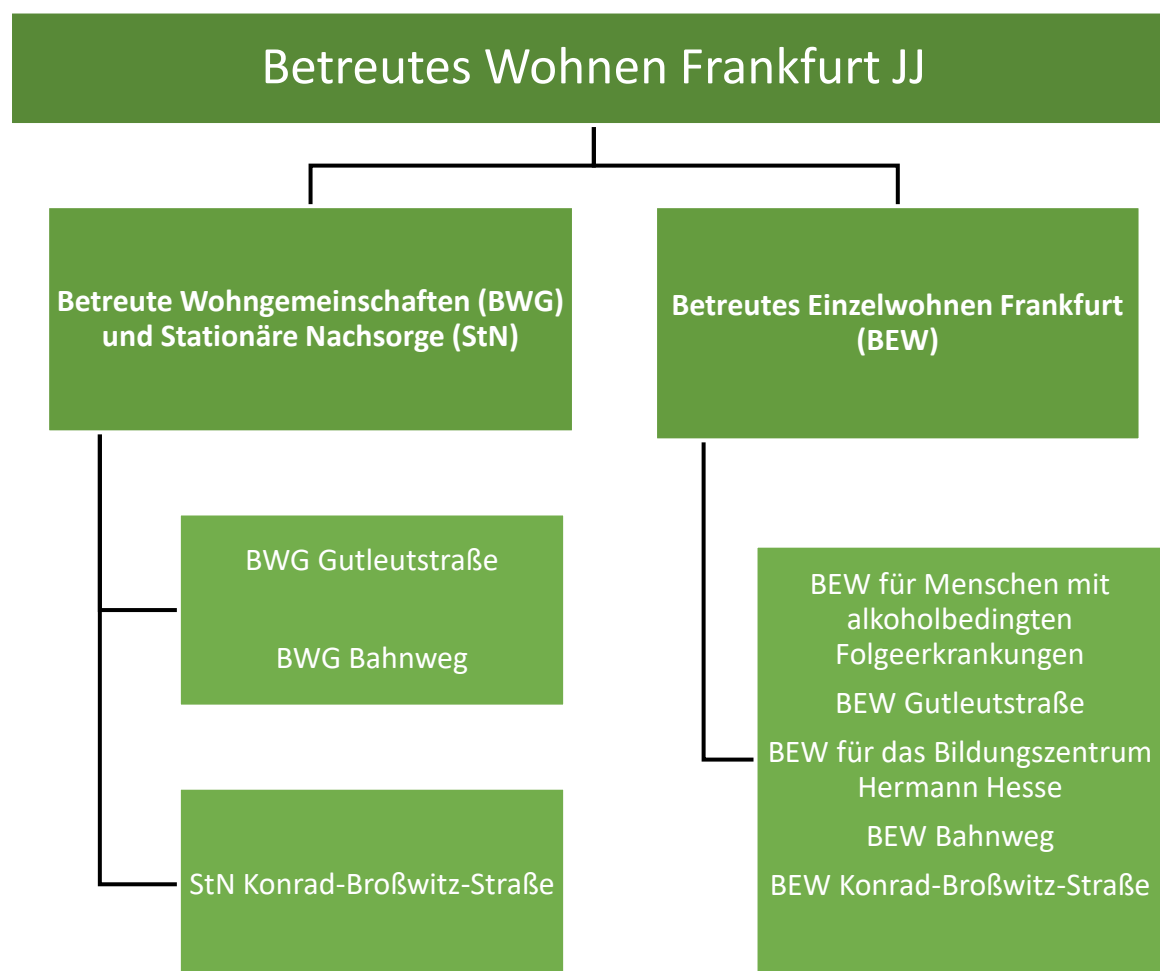 Betreutes Wohnen Frankfurt JJ
Betreute Wohngemeinschaften (BWG)
und Stationäre Nachsorge (StN)
BWG Gutleutstraße
BWG Bahnweg
StN Konrad-Broßwitz-Straße
Betreutes Einzelwohnen Frankfurt
(BEW)
BEW für Menschen mit
alkoholbedingten
Folgeerkrankungen
BEW Gutleutstraße
BEW für das Bildungszentrum
Hermann Hesse
BEW Bahnweg
BEW Konrad-Broßwitz-Straße